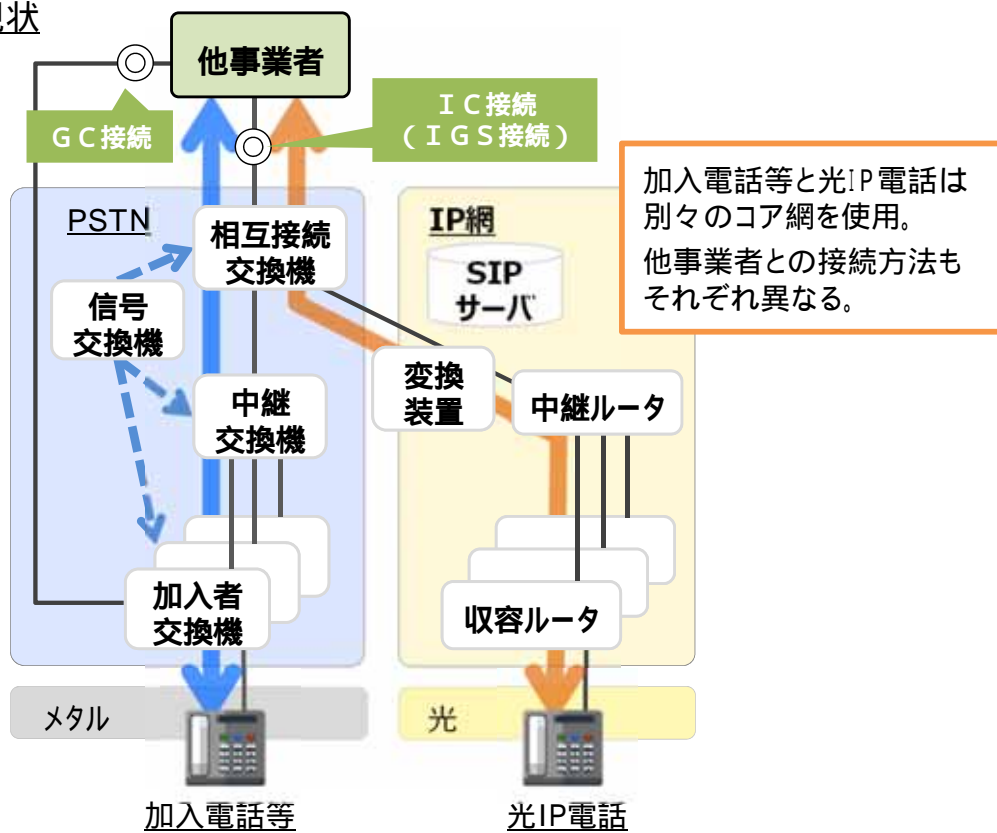 現状
他事業者
GC接続
IC接続
(IGS接続)
加入電話等と光IP電話は
別々のコア網を使用。
他事業者との接続方法も
それぞれ異なる。
PSTN
相互接続
交換機
信号
交換機
中継
交換機
加入者
交換機
IP網
SIP
サーバ
変換
装置
中継ルータ
収容ルータ
メタル
光
加入電話等
光IP電話